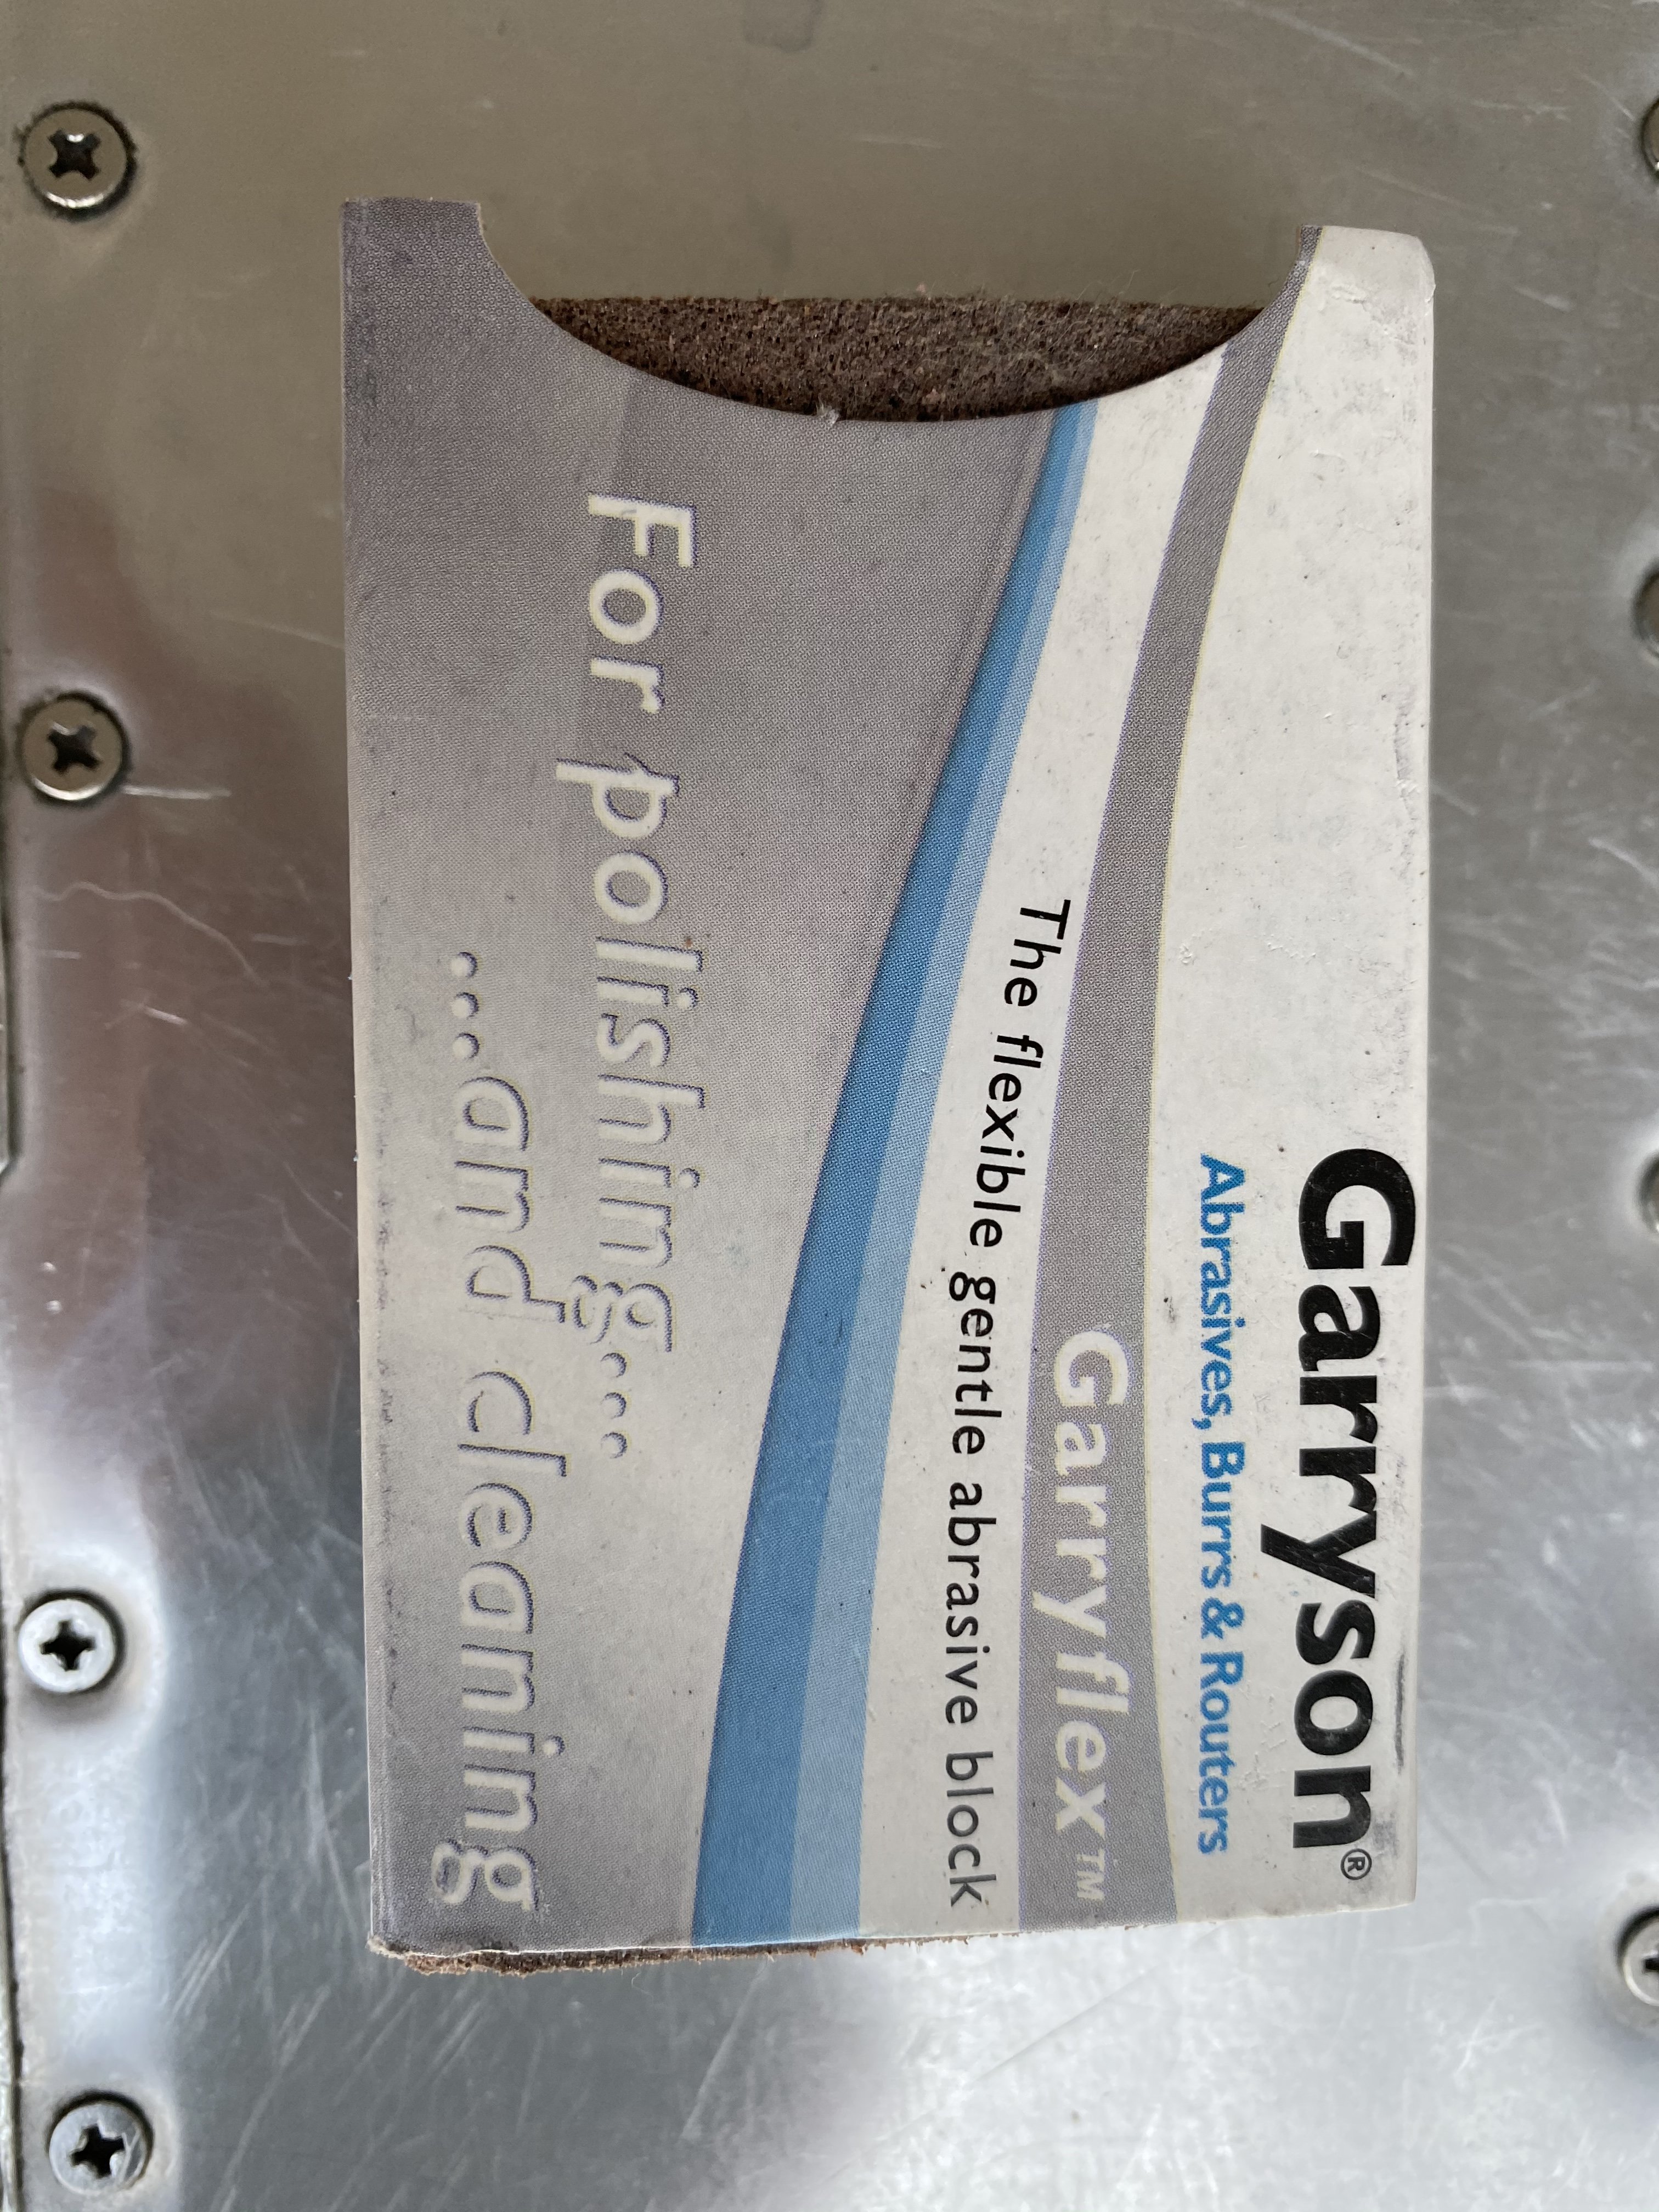 Garryson®
Abrasives, Burrs & Routers
Garryflex™
The flexible gentle abrasive block
For polishing...
...and cleaning